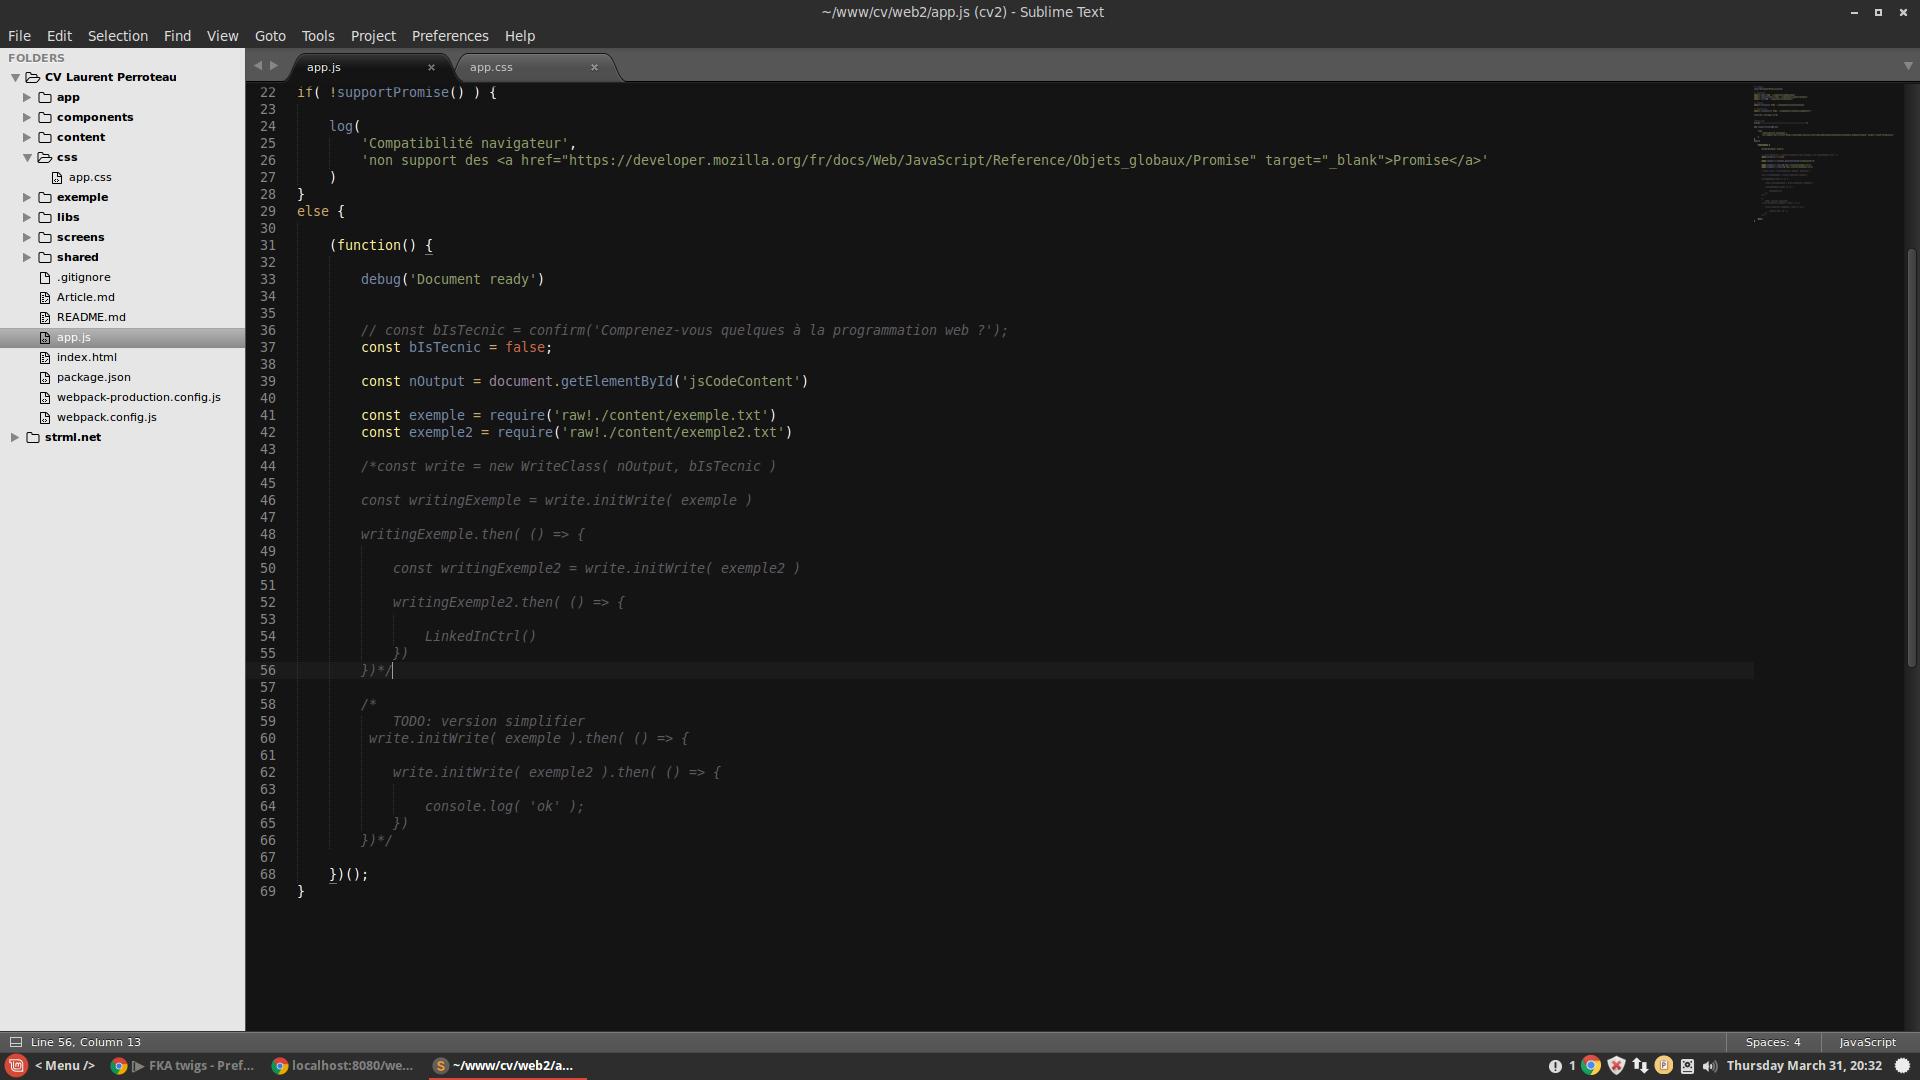 ~/www/cv/web2/app.js (cv2) - Sublime Text
File Edit Selection Find View Goto Tools Project Preferences Help
FOLDERS
CV Laurent Perroteau
app
components
content
css
app.css
exemple
libs
screens
shared
.gitignore
Article.md
README.md
app.js
index.html
package.json
webpack-production.config.js
webpack.config.js
strml.net
app.js app.css
22 if( !supportPromise() ) {
23
24 log(
25 'Compatibilité navigateur',
26 'non support des <a href="https://developer.mozilla.org/fr/docs/Web/JavaScript/Reference/Objets_globaux/Promise" target="_blank">Promise</a>'
27 )
28 }
29 else {
30
31 (function() {
32
33 debug('Document ready')
34
35
36 // const bIsTecnic = confirm('Comprenez-vous quelques à la programmation web ?');
37 const bIsTecnic = false;
38
39 const nOutput = document.getElementById('jsCodeContent')
40
41 const exemple = require('raw!./content/exemple.txt')
42 const exemple2 = require('raw!./content/exemple2.txt')
43
44 /*const write = new WriteClass( nOutput, bIsTecnic )
45
46 const writingExemple = write.initWrite( exemple )
47
48 writingExemple.then( () => {
49
50 const writingExemple2 = write.initWrite( exemple2 )
51
52 writingExemple2.then( () => {
53
54 LinkedInCtrl()
55 })
56 })*/
57
58 /*
59 TODO: version simplifier
60 write.initWrite( exemple ).then( () => {
61
62 write.initWrite( exemple2 ).then( () => {
63
64 console.log( 'ok' );
65 })
66 })*/
67
68 })();
69 }
Line 56, Column 13 Spaces: 4 JavaScript
< Menu /> [▶ FKA twigs - Pref... localhost:8080/we... ~/www/cv/web2/a... 1 Thursday March 31, 20:32